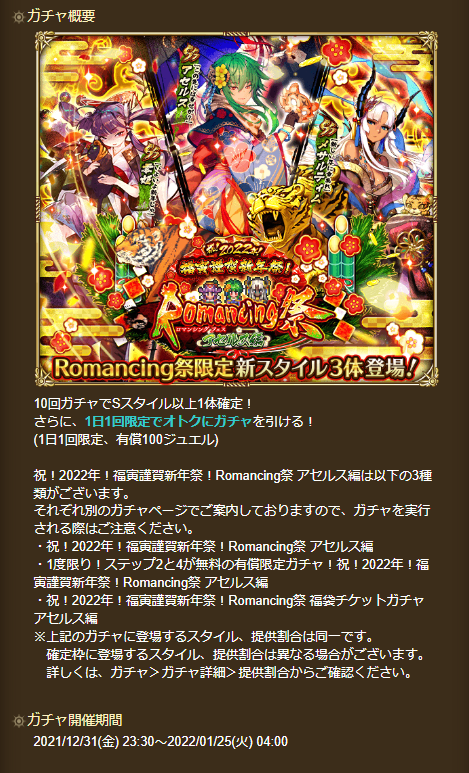 ガチャ概要
SS
アセルス
SS
SS
メサルティム
祝!2022年!
福寅謹賀新年祭!
Romancing祭
ロマンシング フェス
アセルス編
Romancing祭限定新スタイル3体登場!
10回ガチャでSスタイル以上1体確定!
さらに、1日1回限定でオトクにガチャを引ける!
(1日1回限定、有償100ジュエル)
祝!2022年!福寅謹賀新年祭!Romancing祭 アセルス編は以下の3種
類がございます。
それぞれ別のガチャページでご案内しておりますので、ガチャを実行
される際はご注意ください。
・祝!2022年!福寅謹賀新年祭!Romancing祭 アセルス編
・1度限り!ステップ2と4が無料の有償限定ガチャ!祝!2022年!福
寅謹賀新年祭!Romancing祭 アセルス編
・祝!2022年!福寅謹賀新年祭!Romancing祭 福袋チケットガチャ
アセルス編
※上記のガチャに登場するスタイル、提供割合は同一です。
確定枠に登場するスタイル、提供割合は異なる場合がございます。
詳しくは、ガチャ＞ガチャ詳細＞提供割合からご確認ください。
ガチャ開催期間
2021/12/31(金) 23:30～2022/01/25(火) 04:00